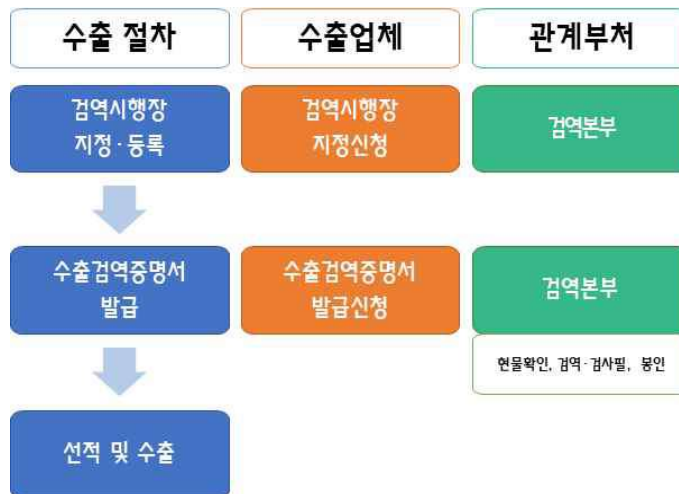 수출 절차
수출업체
관계부처
검역시행장
지정·등록
검역시행장
지정신청
검역본부
수출검역증명서
발급
수출검역증명서
발급신청
검역본부
현물확인, 검역·검사필, 봉인
선적 및 수출